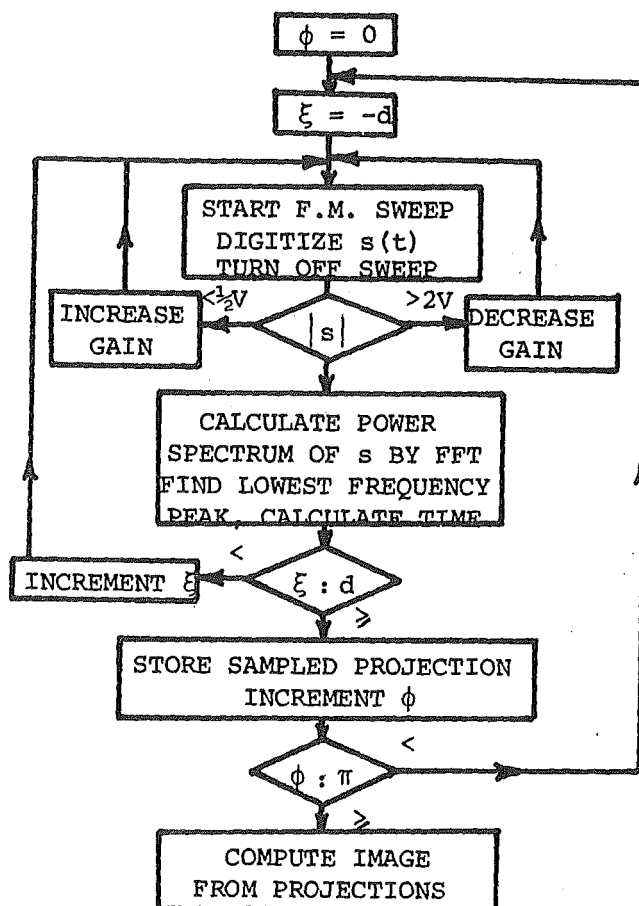 ϕ = 0
ξ = -d
START F.M. SWEEP
DIGITIZE s(t)
TURN OFF SWEEP
<½V
>2V
INCREASE
GAIN
|s|
DECREASE
GAIN
CALCULATE POWER
SPECTRUM OF s BY FFT
FIND LOWEST FREQUENCY
PEAK, CALCULATE TIME
<
INCREMENT ξ
ξ : d
⩾
STORE SAMPLED PROJECTION
INCREMENT ϕ
<
ϕ : π
⩾
COMPUTE IMAGE
FROM PROJECTIONS